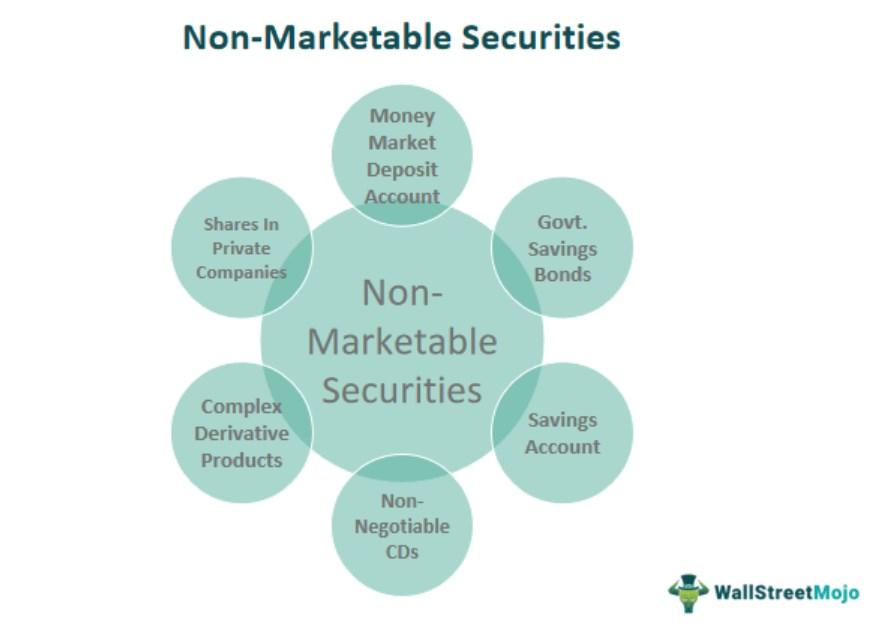 Non-Marketable Securities
Money
Market
Deposit
Account
Govt.
Savings
Bonds
Savings
Account
Non-
Negotiable
CDs
Complex
Derivative
Products
Shares In
Private
Companies
Non-
Marketable
Securities
WallStreetMojo